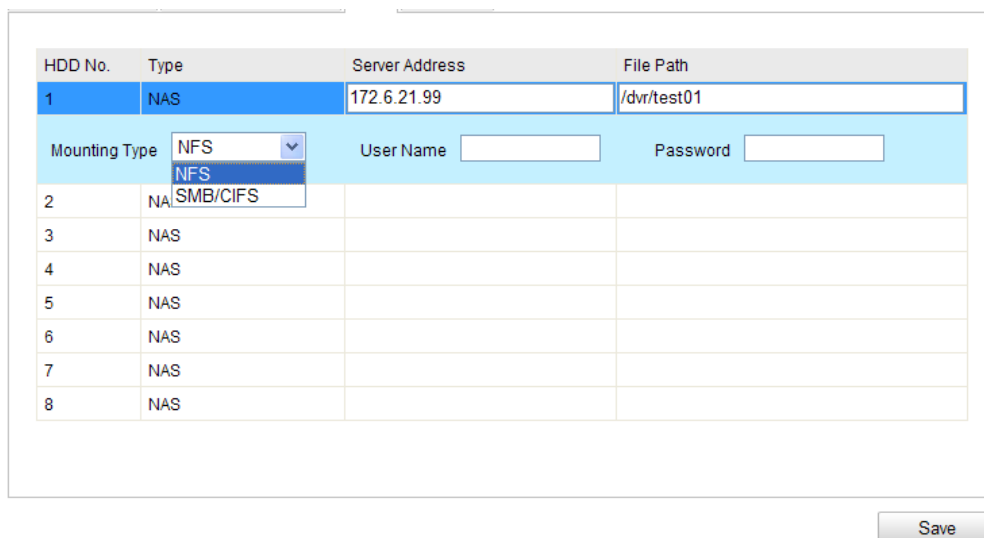 HDD No. Type Server Address File Path
1 NAS 172.6.21.99 /dvr/test01
Mounting Type NFS User Name Password
NFS
SMB/CIFS
2 NA
3 NAS
4 NAS
5 NAS
6 NAS
7 NAS
8 NAS
Save